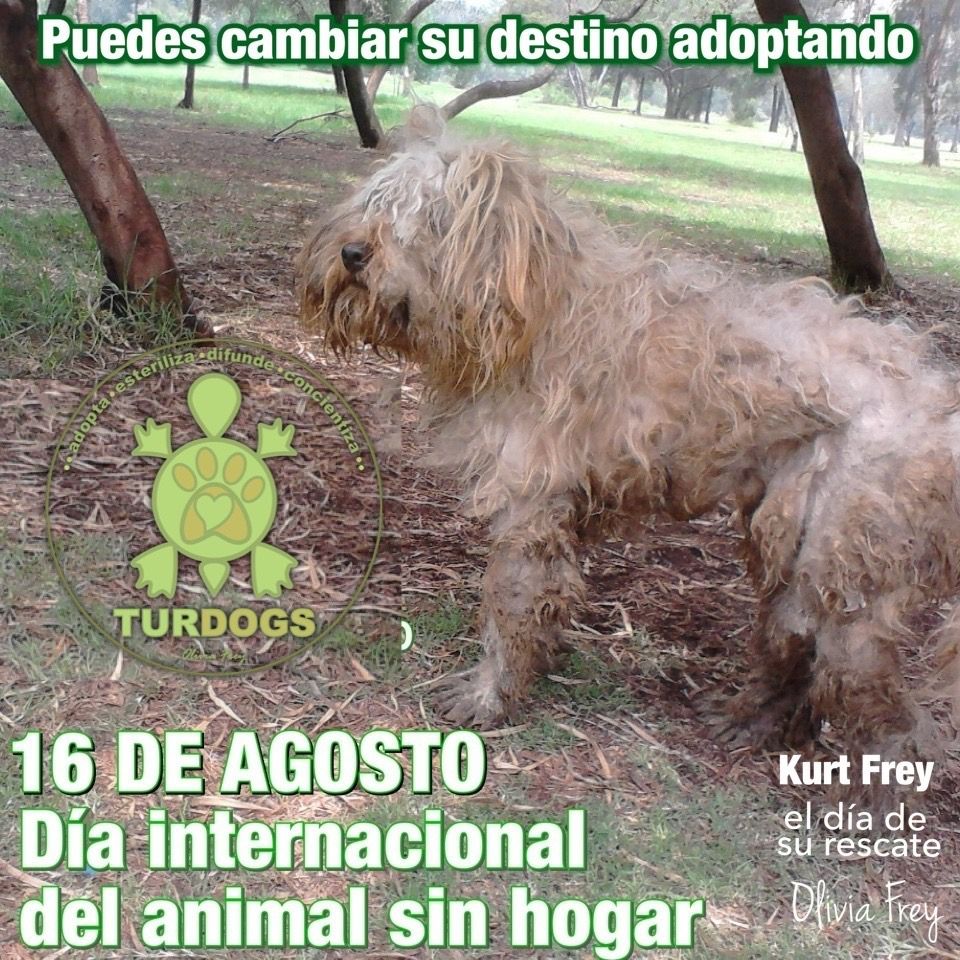 Puedes cambiar su destino adoptando
• • adopta • esteriliza • difunde • concientiza • •
TURDOGS
16 DE AGOSTO
Día internacional
del animal sin hogar
Kurt Frey
el día de
su rescate
Olivia Frey